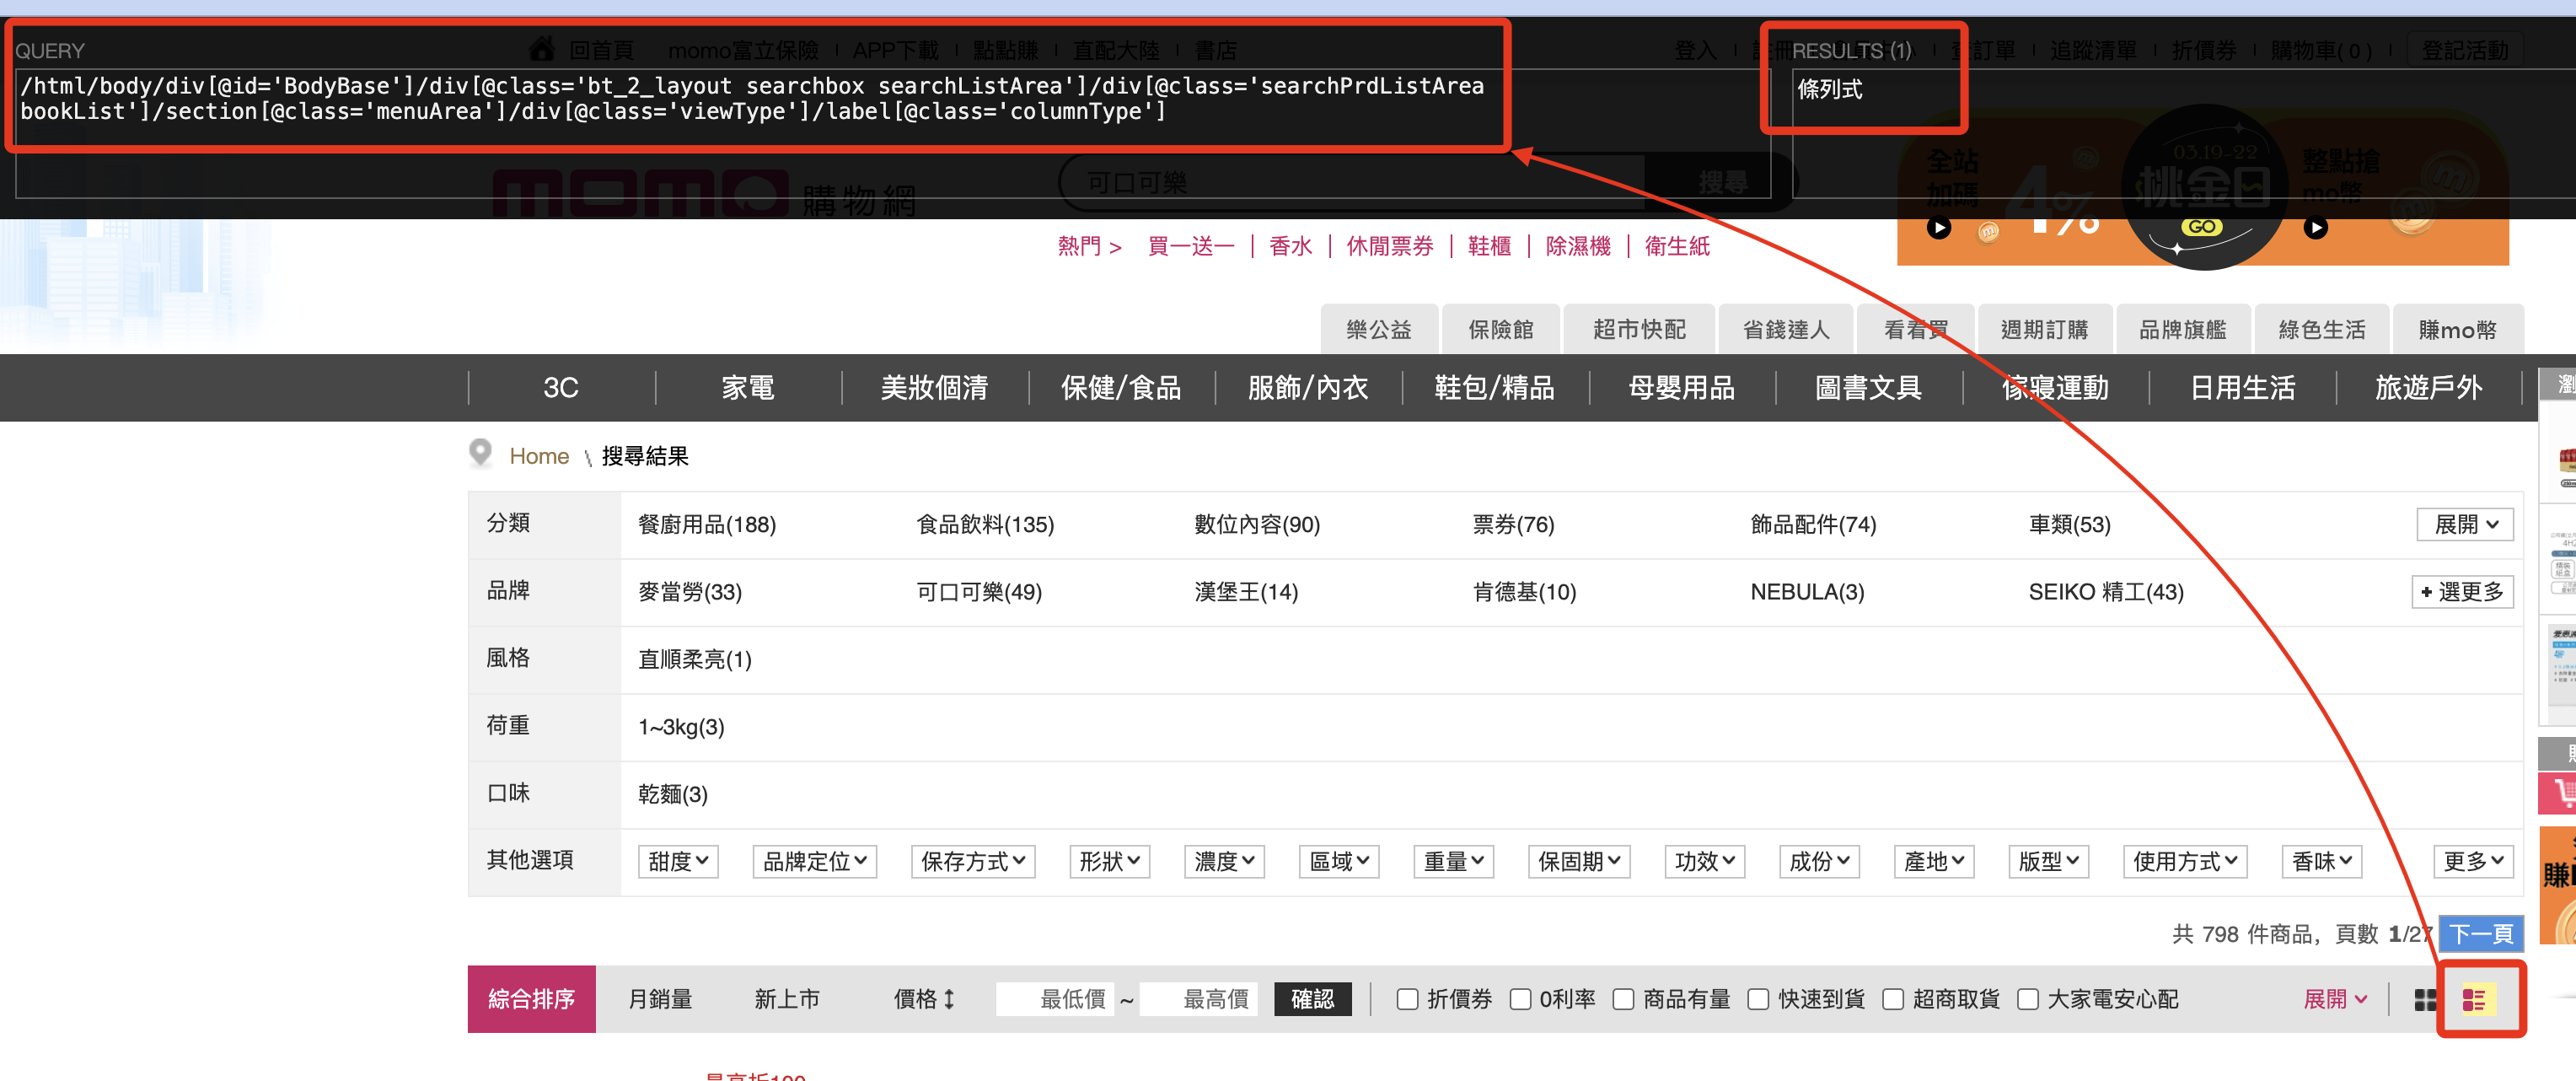 QUERY
回首頁 momo富立保險 APP下載 點點賺 直配大陸 書店
登入 查訂單 追蹤清單 折價券 購物車(0) 登記活動
RESULTS (1)
/html/body/div[@id='BodyBase']/div[@class='bt_2_layout searchbox searchListArea']/div[@class='searchPrdListArea
bookList']/section[@class='menuArea']/div[@class='viewType']/label[@class='columnType']
條列式
momo購物網
可口可樂 搜尋
全站
加碼
4%
03.19-22
桃金日
GO
整點搶
mo幣
熱門 > 買一送一 香水 休閒票券 鞋櫃 除濕機 衛生紙
樂公益 保險館 超市快配 省錢達人 看看買 週期訂購 品牌旗艦 綠色生活 賺mo幣
3C 家電 美妝個清 保健/食品 服飾/內衣 鞋包/精品 母嬰用品 圖書文具 傢寢運動 日用生活 旅遊戶外
Home \ 搜尋結果
分類 餐廚用品(188) 食品飲料(135) 數位內容(90) 票券(76) 飾品配件(74) 車類(53) 展開
品牌 麥當勞(33) 可口可樂(49) 漢堡王(14) 肯德基(10) NEBULA(3) SEIKO 精工(43) + 選更多
風格 直順柔亮(1)
荷重 1~3kg(3)
口味 乾麵(3)
其他選項 甜度 品牌定位 保存方式 形狀 濃度 區域 重量 保固期 功效 成份 產地 版型 使用方式 香味 更多
共 798 件商品, 頁數 1/27 下一頁
綜合排序 月銷量 新上市 價格 最低價 ~ 最高價 確認 折價券 0利率 商品有量 快速到貨 超商取貨 大家電安心配 展開